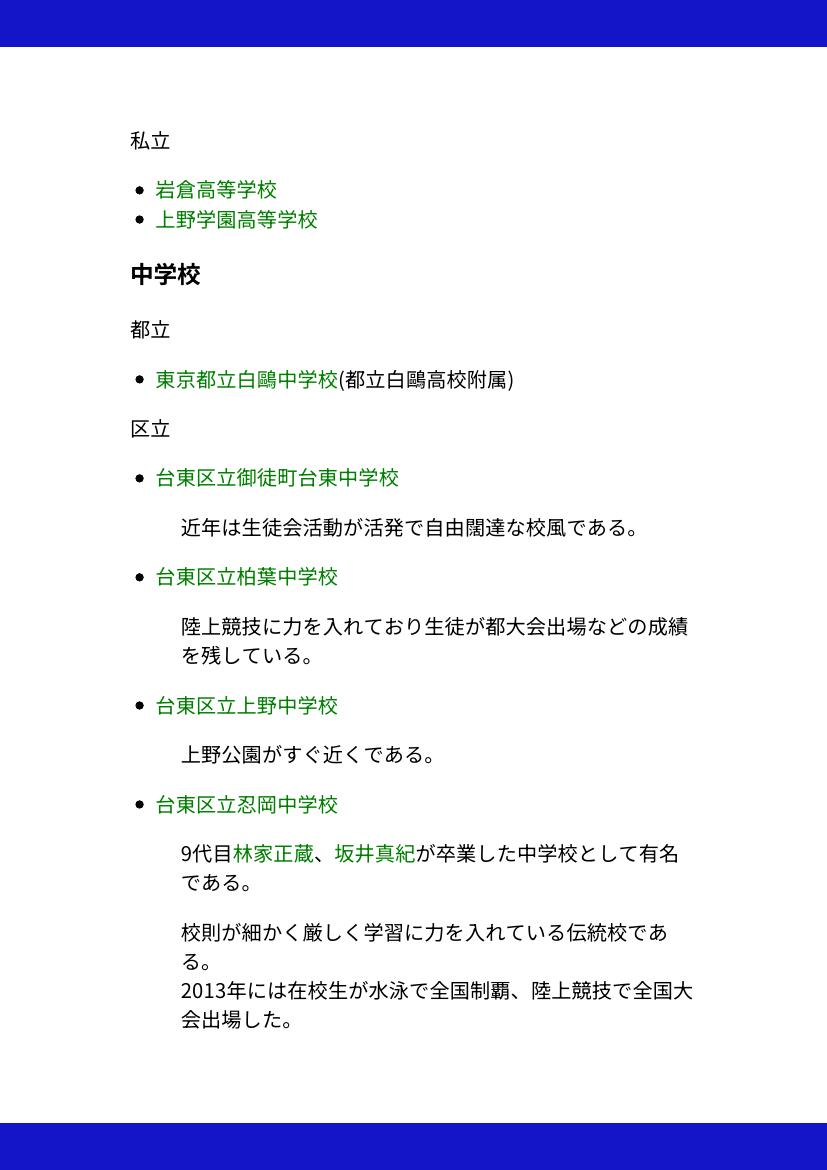 私立
岩倉高等学校
上野学園高等学校
中学校
都立
東京都立白鷗中学校(都立白鷗高校附属)
区立
台東区立御徒町台東中学校
近年は生徒会活動が活発で自由闊達な校風である。
台東区立柏葉中学校
陸上競技に力を入れており生徒が都大会出場などの成績
を残している。
台東区立上野中学校
上野公園がすぐ近くである。
台東区立忍岡中学校
9代目林家正蔵、坂井真紀が卒業した中学校として有名
である。
校則が細かく厳しく学習に力を入れている伝統校であ
る。
2013年には在校生が水泳で全国制覇、陸上競技で全国大
会出場した。